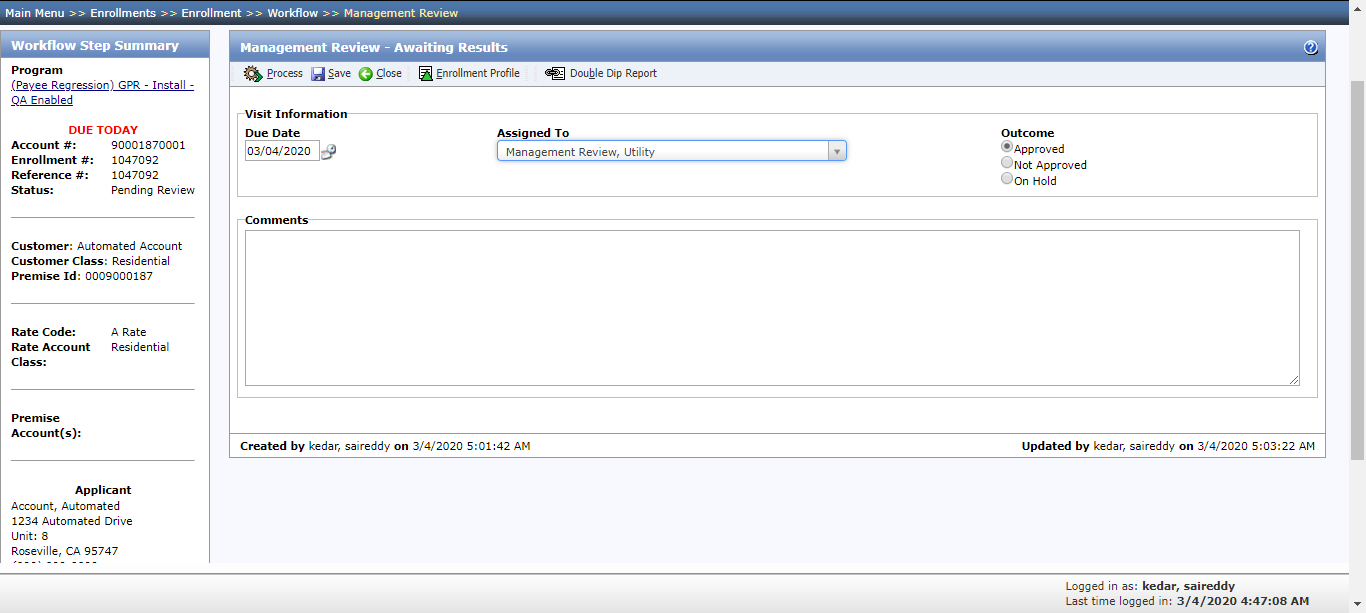 Main Menu >> Enrollments >> Enrollment >> Workflow >> Management Review
Workflow Step Summary
Program
(Payee Regression) GPR - Install -
QA Enabled
DUE TODAY
Account #: 90001870001
Enrollment #: 1047092
Reference #: 1047092
Status: Pending Review
Customer: Automated Account
Customer Class: Residential
Premise Id: 0009000187
Rate Code: A Rate
Rate Account Residential
Class:
Premise
Account(s):
Applicant
Account, Automated
1234 Automated Drive
Unit: 8
Roseville, CA 95747
Management Review - Awaiting Results
Process Save Close Enrollment Profile Double Dip Report
Visit Information
Due Date Assigned To Outcome
03/04/2020 Management Review, Utility
Approved
Not Approved
On Hold
Comments
Created by kedar, saireddy on 3/4/2020 5:01:42 AM
Updated by kedar, saireddy on 3/4/2020 5:03:22 AM
Logged in as: kedar, saireddy
Last time logged in: 3/4/2020 4:47:08 AM